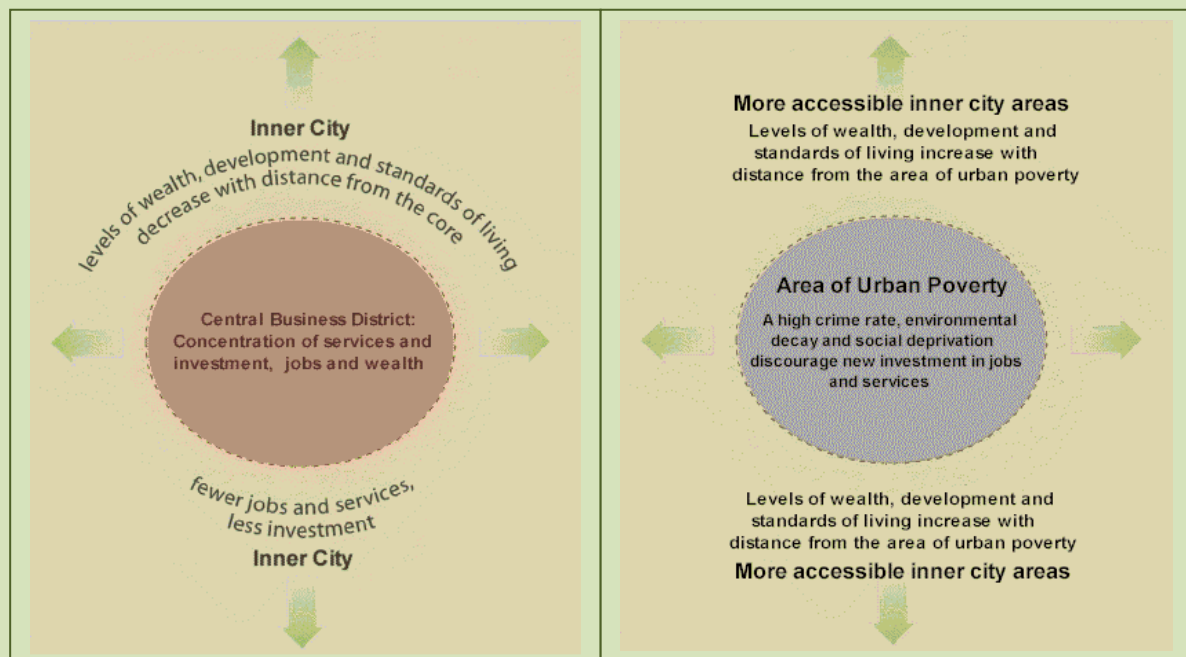 Inner City
levels of wealth, development and standards of living
decrease with distance from the core
Central Business District:
Concentration of services and
investment, jobs and wealth
fewer jobs and services,
less investment
Inner City
More accessible inner city areas
Levels of wealth, development and
standards of living increase with
distance from the area of urban poverty
Area of Urban Poverty
A high crime rate, environmental
decay and social deprivation
discourage new investment in jobs
and services
Levels of wealth, development and
standards of living increase with
distance from the area of urban poverty
More accessible inner city areas